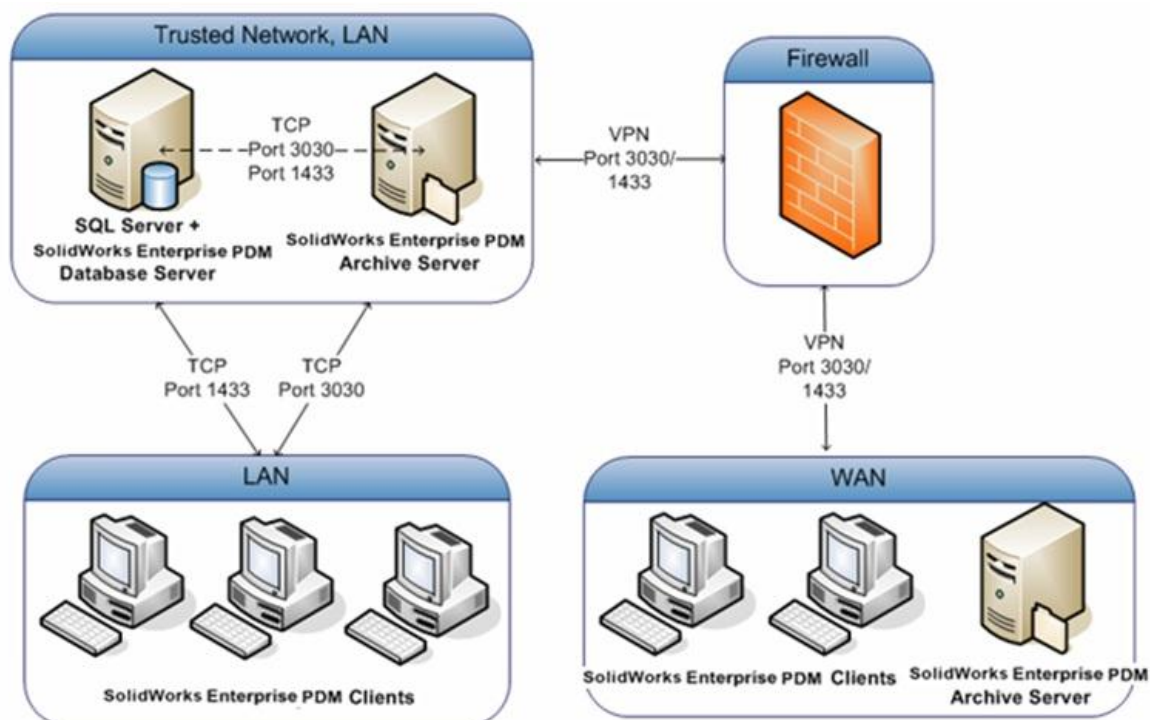 Trusted Network, LAN
TCP
Port 3030
Port 1433
SQL Server +
SolidWorks Enterprise PDM
Database Server
SolidWorks Enterprise PDM
Archive Server
VPN
Port 3030/
1433
Firewall
TCP
Port 1433
TCP
Port 3030
VPN
Port 3030/
1433
LAN
SolidWorks Enterprise PDM Clients
WAN
SolidWorks Enterprise PDM Clients
SolidWorks Enterprise PDM
Archive Server